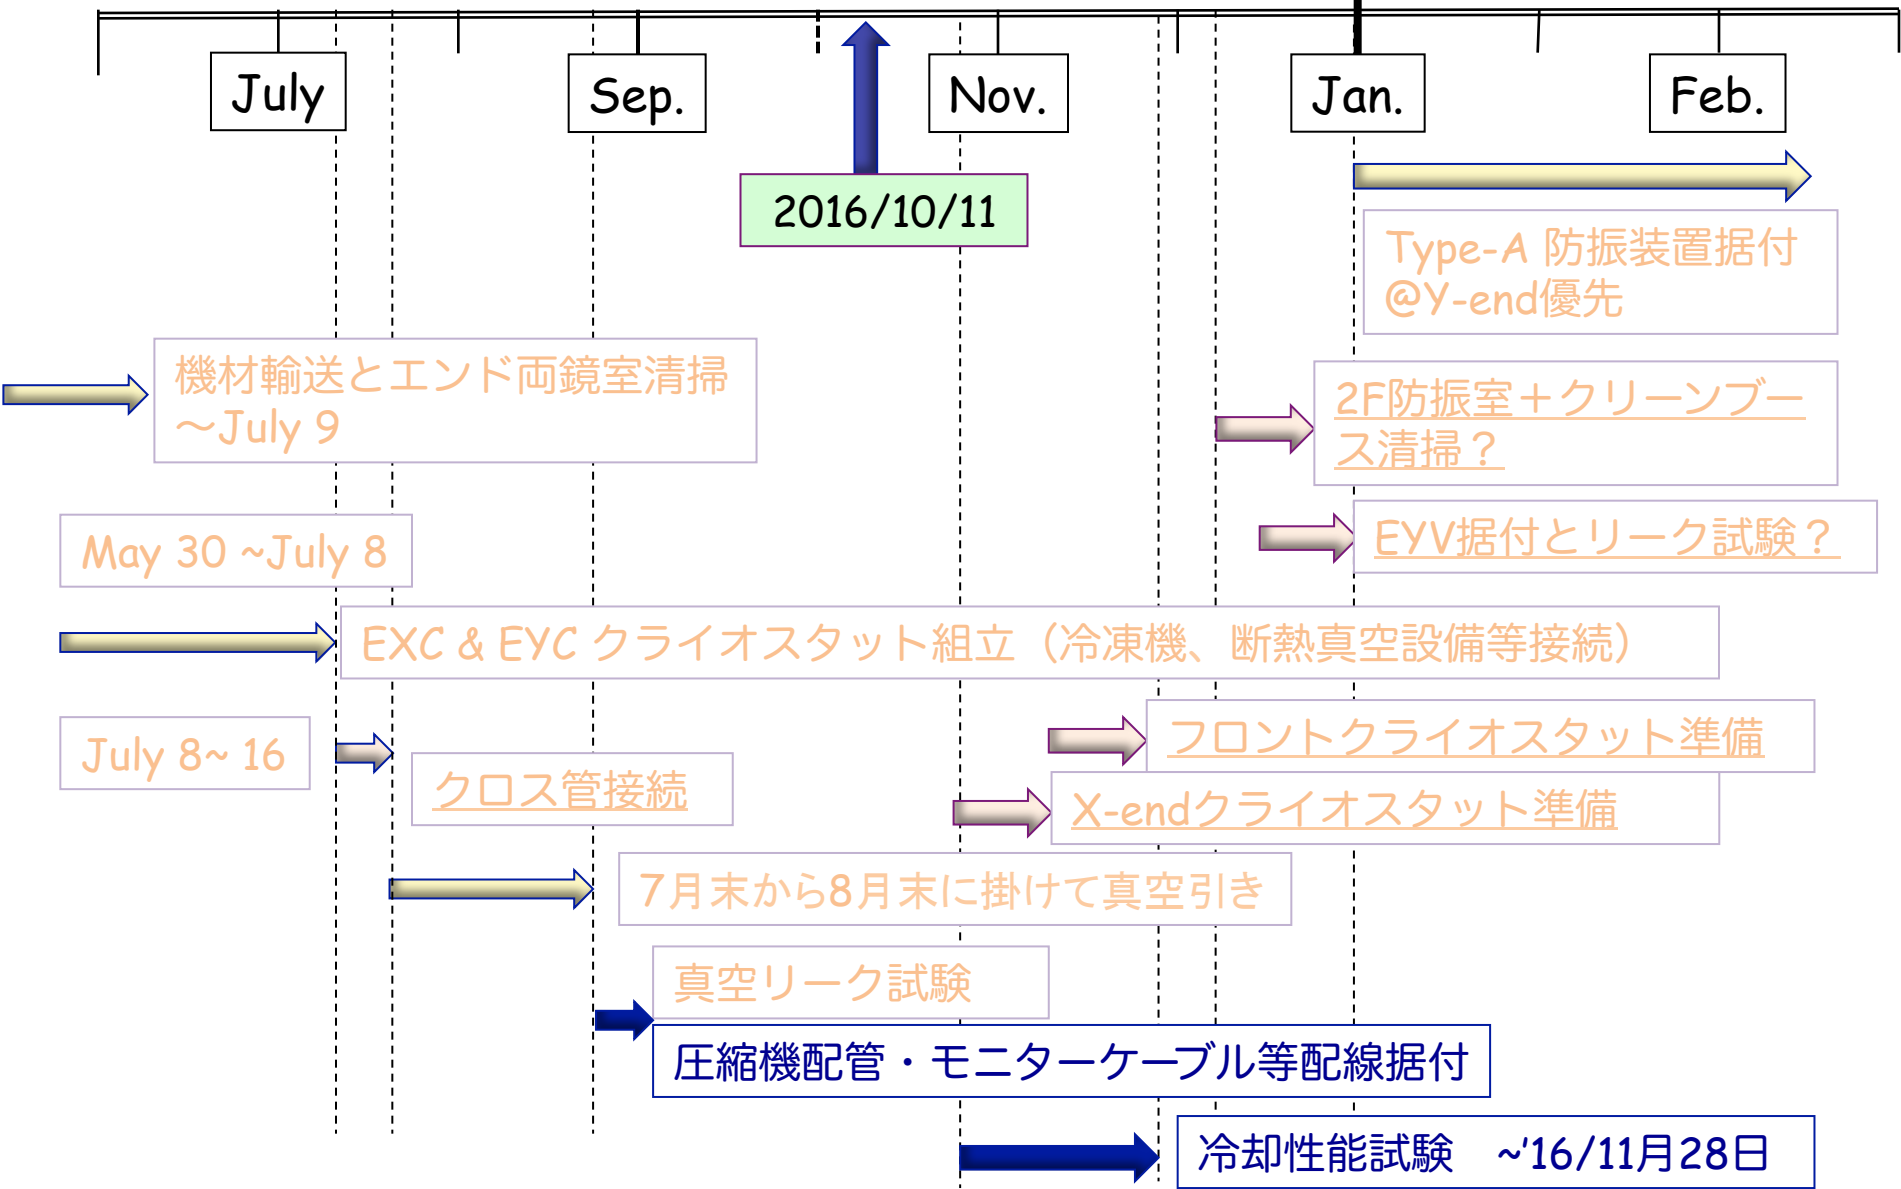 July
Sep.
Nov.
Jan.
Feb.
2016/10/11
Type-A 防振装置据付
@Y-end優先
機材輸送とエンド両鏡室清掃
～July 9
2F防振室＋クリーンブー
ス清掃？
May 30 ~July 8
EYV据付とリーク試験？
EXC & EYC クライオスタット組立（冷凍機、断熱真空設備等接続）
July 8~ 16
フロントクライオスタット準備
クロス管接続
X-endクライオスタット準備
7月末から8月末に掛けて真空引き
真空リーク試験
圧縮機配管・モニターケーブル等配線据付
冷却性能試験　~'16/11月28日